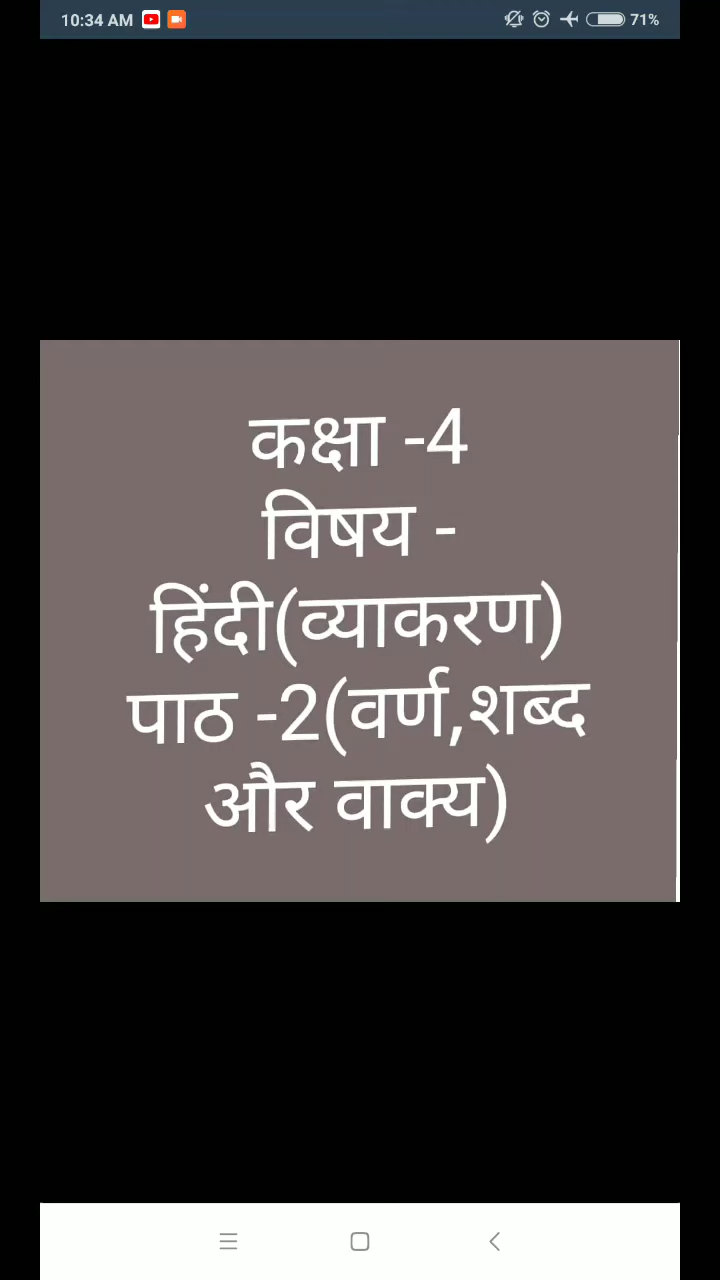 10:34 AM 71%
कक्षा -4
विषय -
हिंदी(व्याकरण)
पाठ -2(वर्ण,शब्द
और वाक्य)